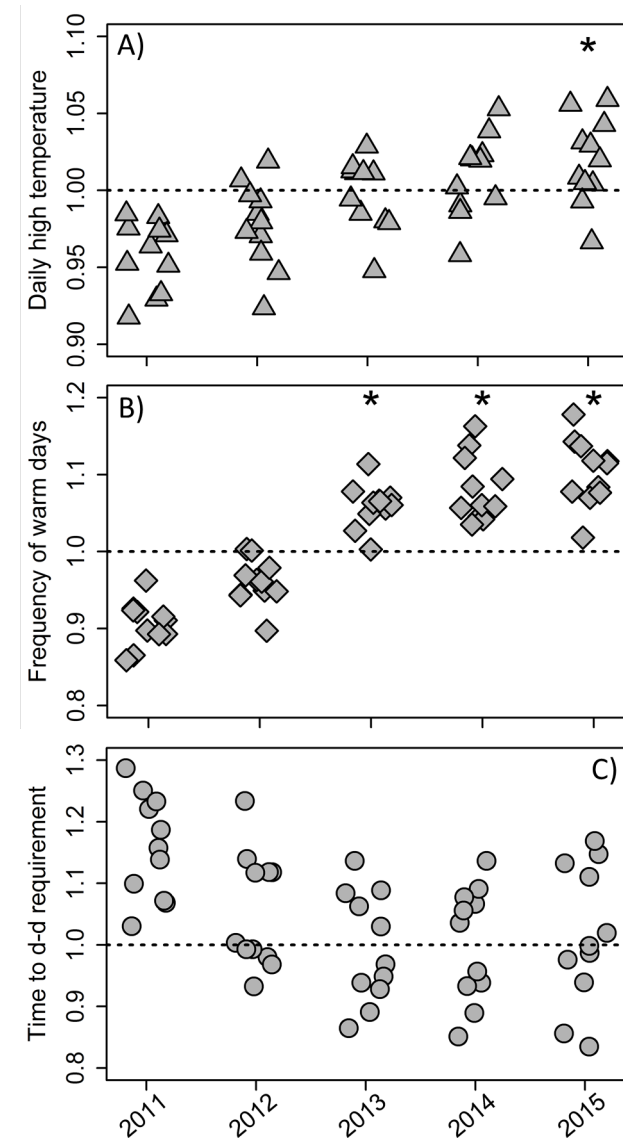 A)
*
Daily high temperature
1.10
1.05
1.00
0.95
0.90
B)
* * *
Frequency of warm days
1.2
1.1
1.0
0.9
0.8
C)
Time to d-d requirement
1.3
1.2
1.1
1.0
0.9
0.8
2011 2012 2013 2014 2015